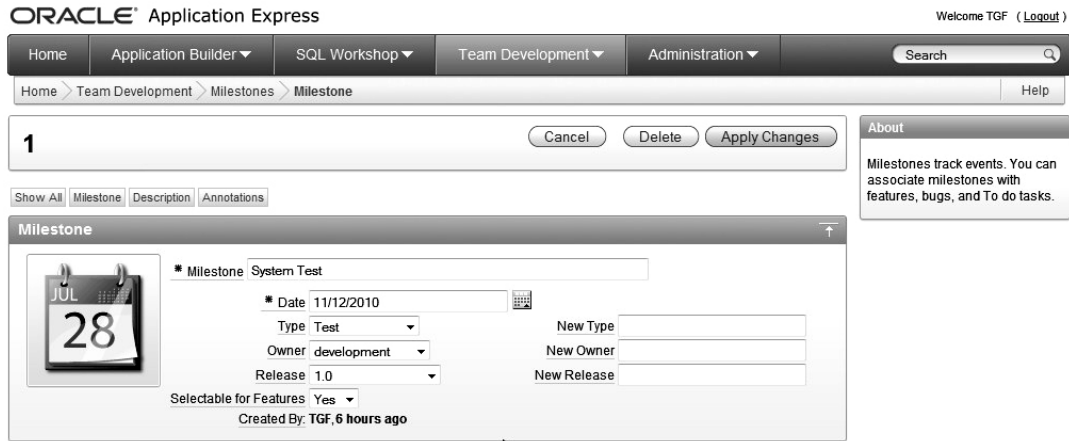 ORACLE Application Express
Welcome TGF ( Logout )
Home Application Builder SQL Workshop Team Development Administration Search
Home Team Development Milestones Milestone Help
1 Cancel Delete Apply Changes
About
Milestones track events. You can
associate milestones with
features, bugs, and To do tasks.
Show All Milestone Description Annotations
Milestone
JUL
28
* Milestone System Test
* Date 11/12/2010
Type Test New Type
Owner development New Owner
Release 1.0 New Release
Selectable for Features Yes
Created By: TGF, 6 hours ago